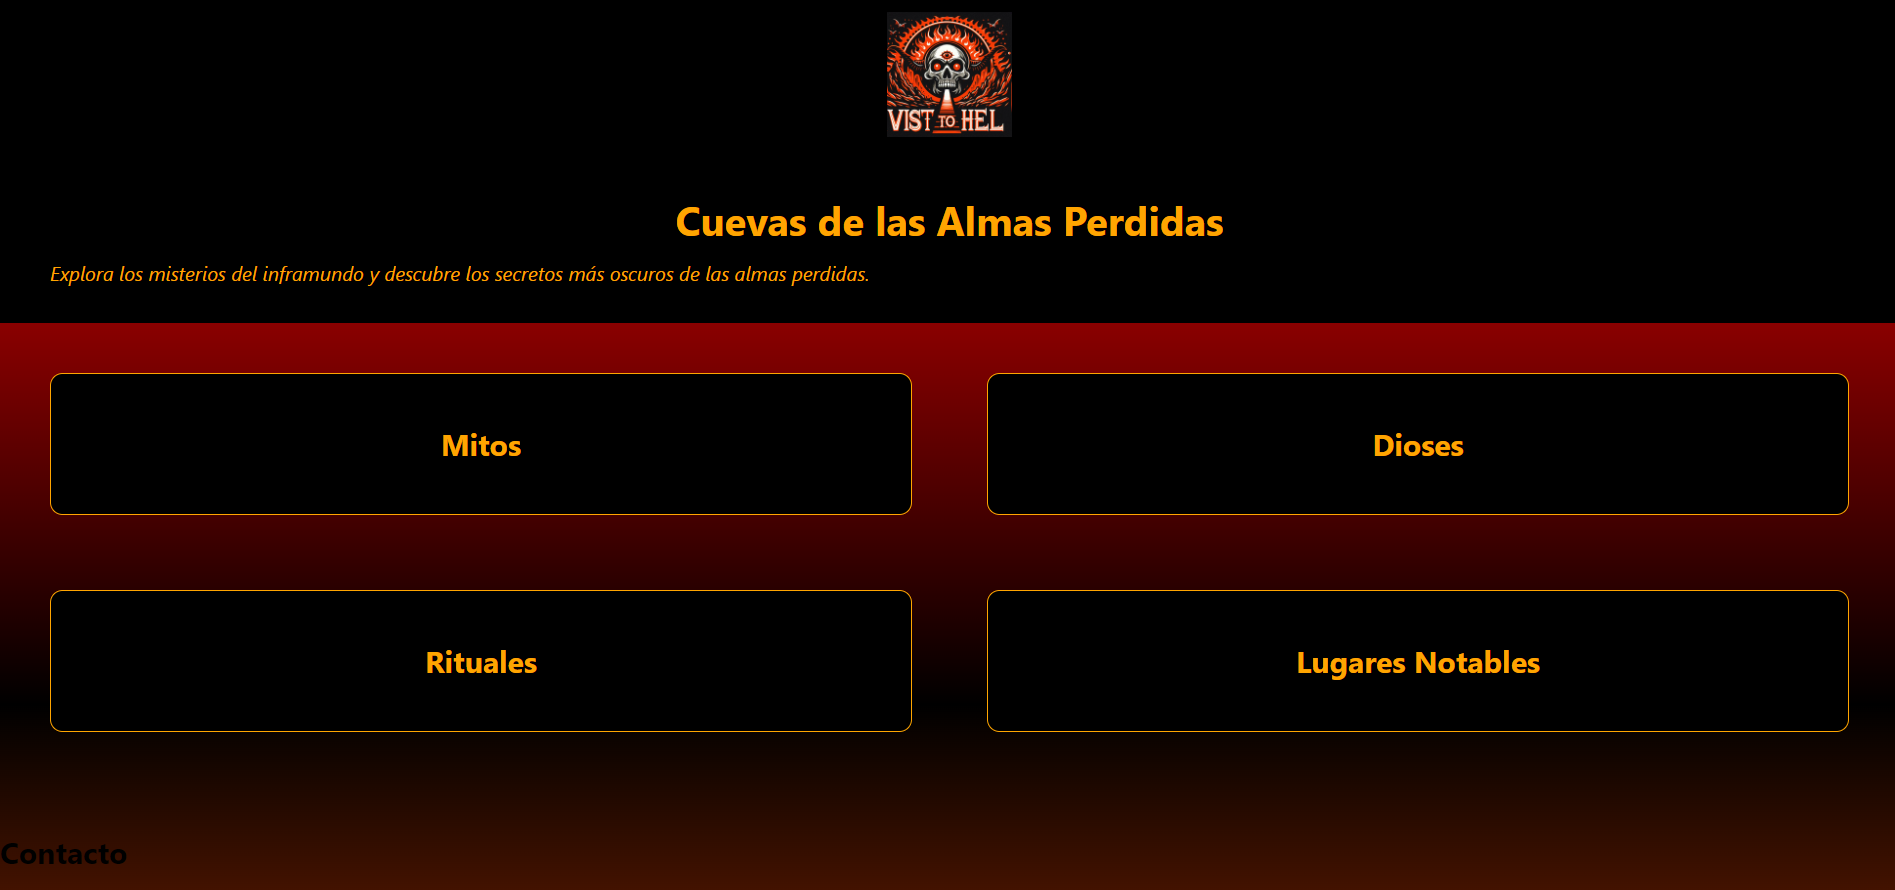 VIST TO HEL
Cuevas de las Almas Perdidas
Explora los misterios del inframundo y descubre los secretos más oscuros de las almas perdidas.
Mitos
Dioses
Rituales
Lugares Notables
Contacto